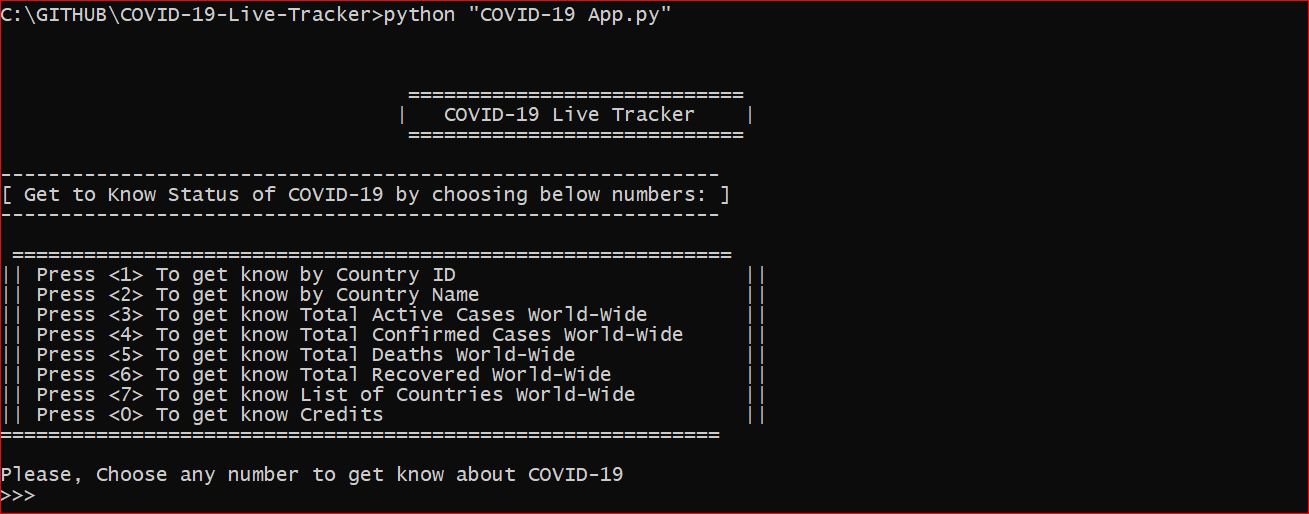 C:\GITHUB\COVID-19-Live-Tracker>python "COVID-19 App.py"
============================
|   COVID-19 Live Tracker    |
============================
------------------------------------------------------------
[ Get to Know Status of COVID-19 by choosing below numbers: ]
------------------------------------------------------------
============================================================
|| Press <1> To get know by Country ID                        ||
|| Press <2> To get know by Country Name                      ||
|| Press <3> To get know Total Active Cases World-Wide        ||
|| Press <4> To get know Total Confirmed Cases World-Wide     ||
|| Press <5> To get know Total Deaths World-Wide              ||
|| Press <6> To get know Total Recovered World-Wide           ||
|| Press <7> To get know List of Countries World-Wide         ||
|| Press <0> To get know Credits                              ||
============================================================
Please, Choose any number to get know about COVID-19
>>>